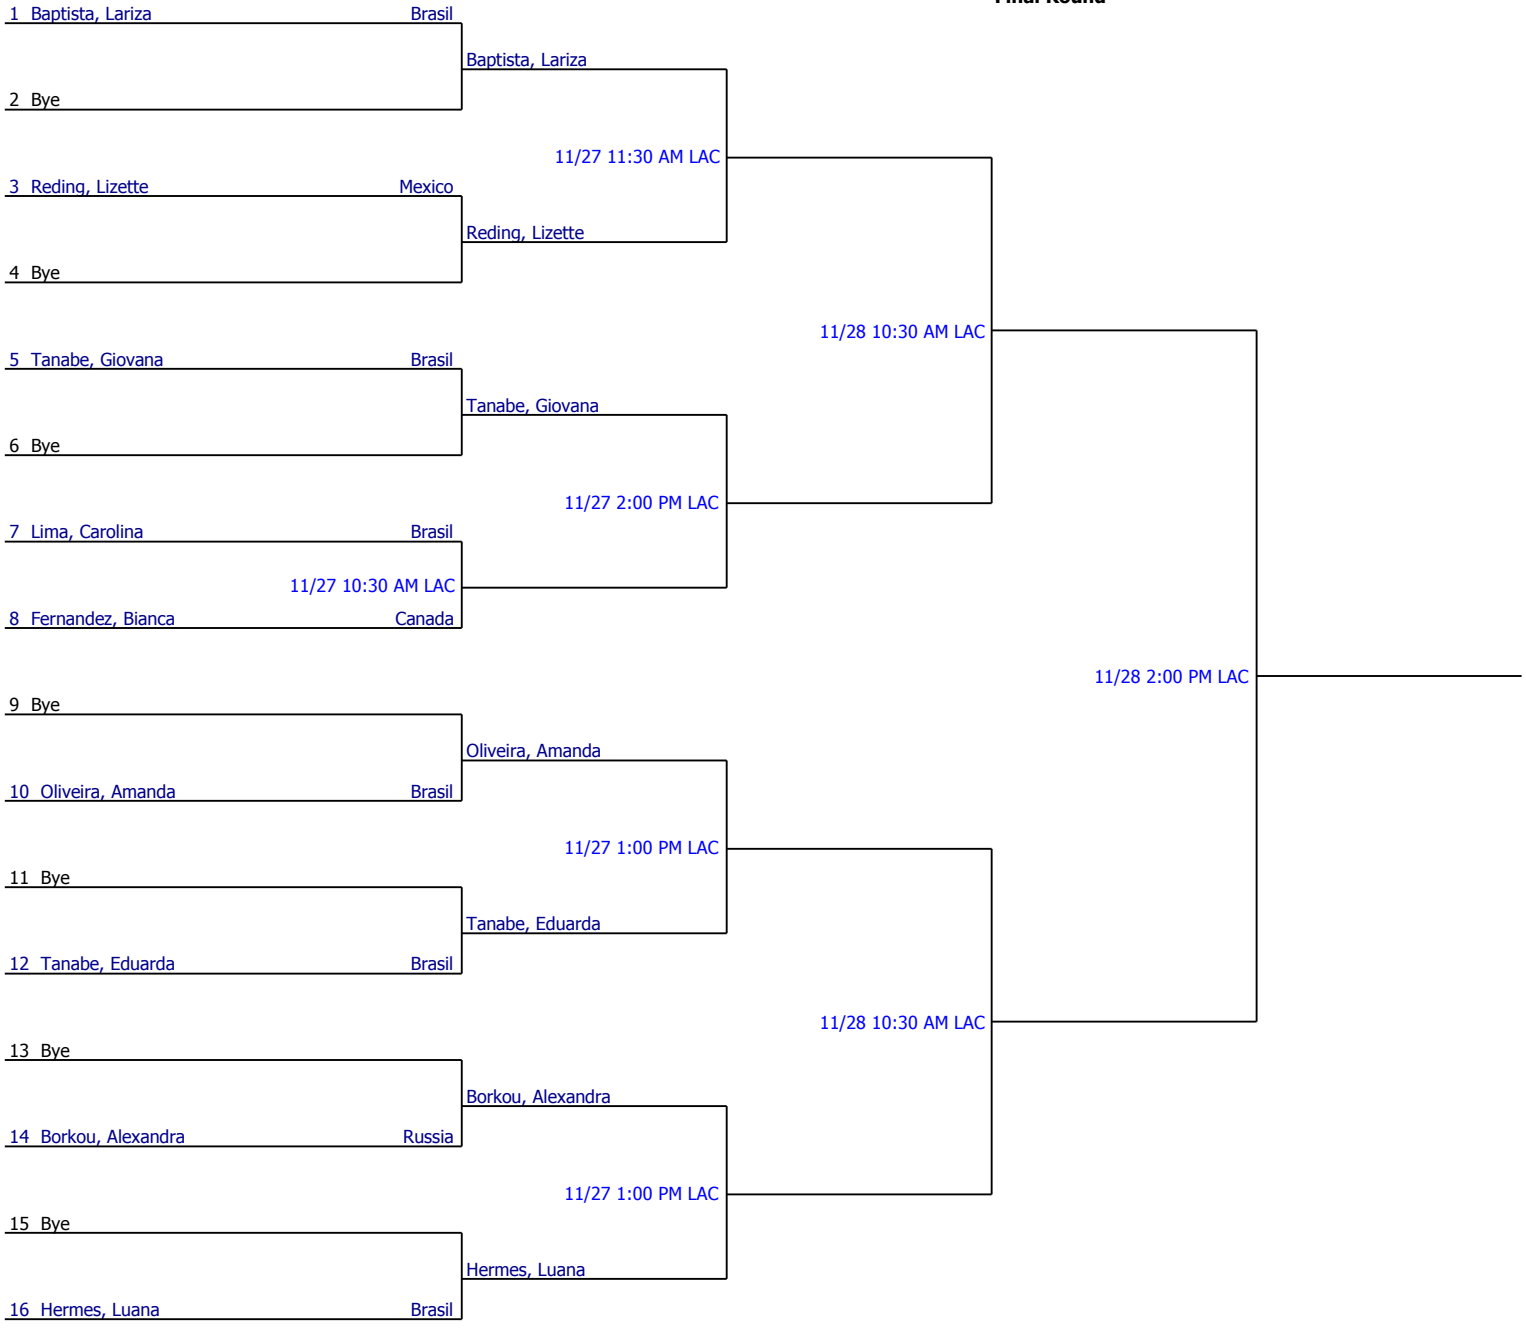 Final Round
1 Baptista, Lariza Brasil
Baptista, Lariza
2 Bye
11/27 11:30 AM LAC
3 Reding, Lizette Mexico
Reding, Lizette
4 Bye
11/28 10:30 AM LAC
5 Tanabe, Giovana Brasil
Tanabe, Giovana
6 Bye
11/27 2:00 PM LAC
7 Lima, Carolina Brasil
11/27 10:30 AM LAC
8 Fernandez, Bianca Canada
11/28 2:00 PM LAC
9 Bye
Oliveira, Amanda
10 Oliveira, Amanda Brasil
11/27 1:00 PM LAC
11 Bye
Tanabe, Eduarda
12 Tanabe, Eduarda Brasil
11/28 10:30 AM LAC
13 Bye
Borkou, Alexandra
14 Borkou, Alexandra Russia
11/27 1:00 PM LAC
15 Bye
Hermes, Luana
16 Hermes, Luana Brasil